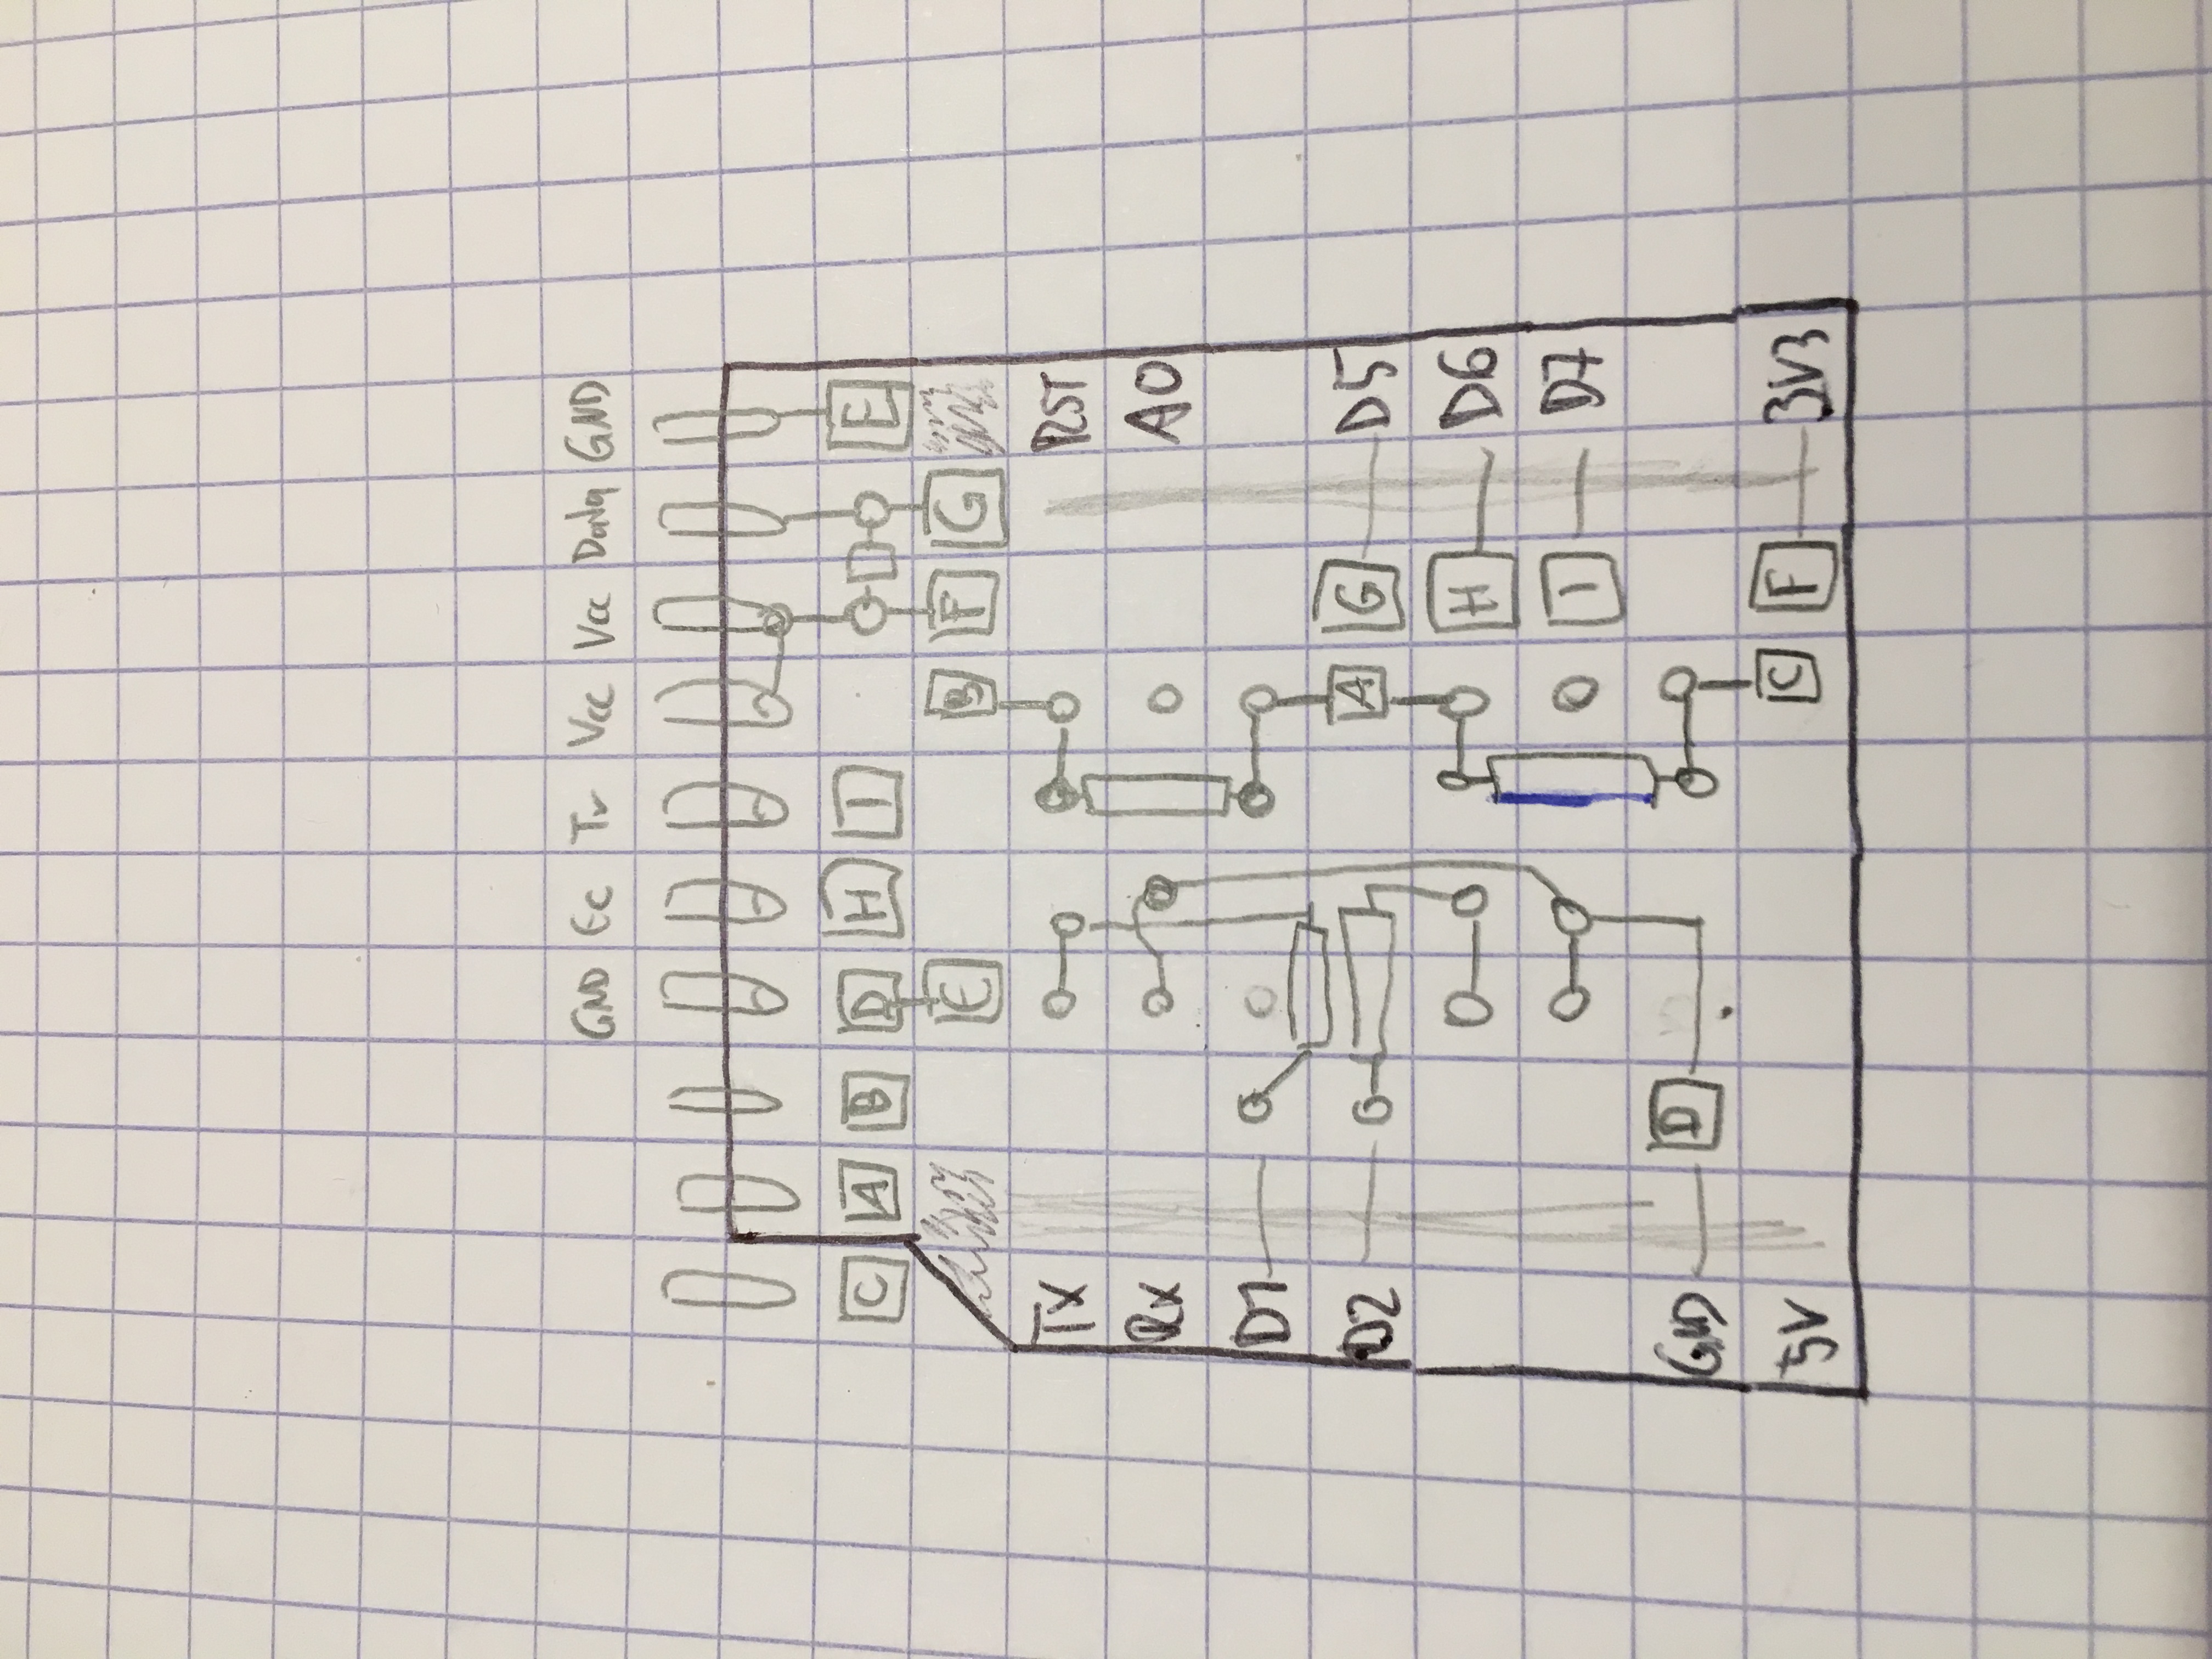 GND Ec Tr Vcc Vcc Data GND
C A B D H I E
E B F G
TX RST
Rx A0
D1
D2 A G D5
H D6
I D7
GND D
5V C F 3V3